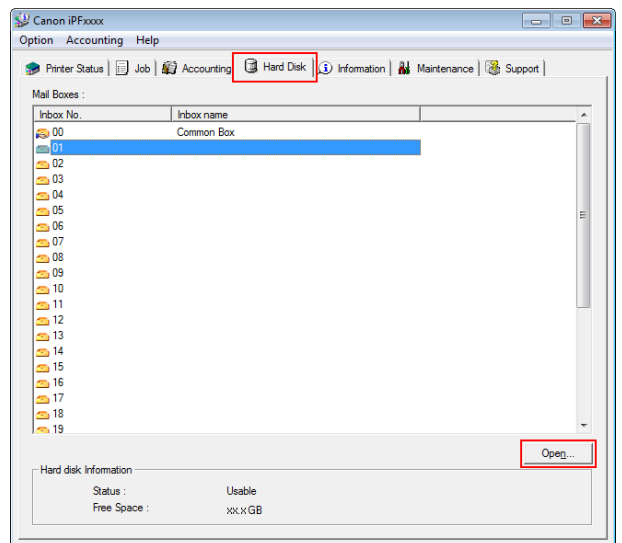 Canon iPFxxxx
Option Accounting Help
Printer Status Job Accounting Hard Disk Information Maintenance Support
Mail Boxes :
Inbox No. Inbox name
00 Common Box
01
02
03
04
05
06
07
08
09
10
11
12
13
14
15
16
17
18
19
Open...
Hard disk Information
Status : Usable
Free Space : xx.xGB